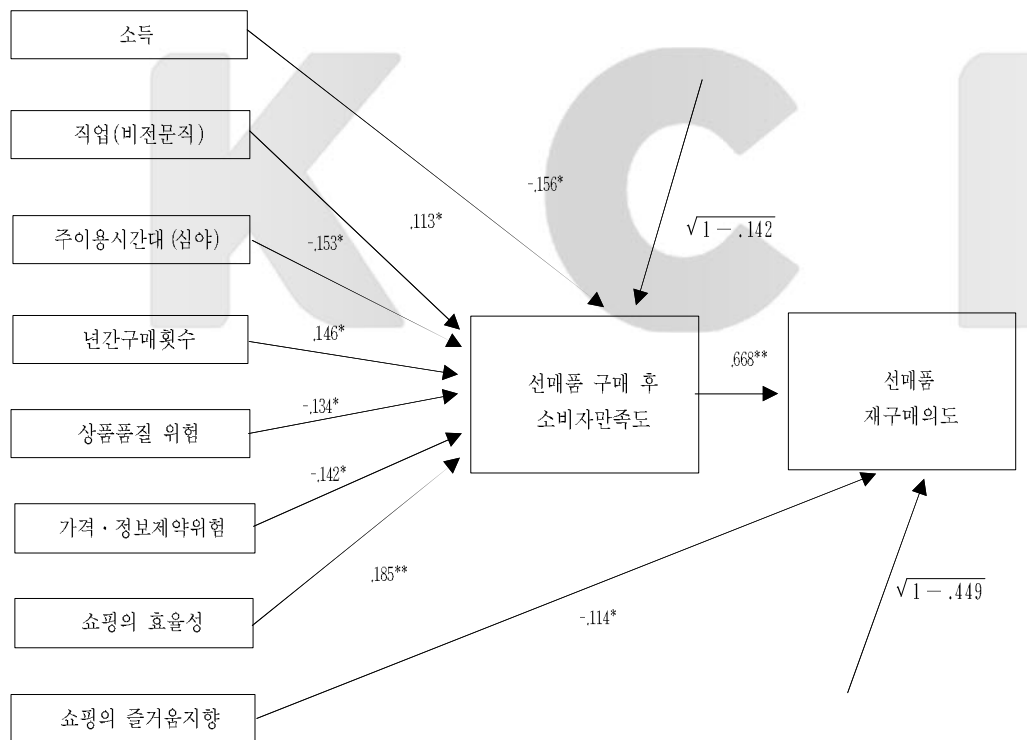 소득
직업(비전문직)
주이용시간대 (심야)
년간구매횟수
상품품질 위험
가격·정보제약위험
쇼핑의 효율성
쇼핑의 즐거움지향
-.156*
.113*
-.153*
.146*
-.134*
-.142*
.185**
-.114*
√1 − .142
선매품 구매 후
소비자만족도
.668**
선매품
재구매의도
√1 − .449
KCI